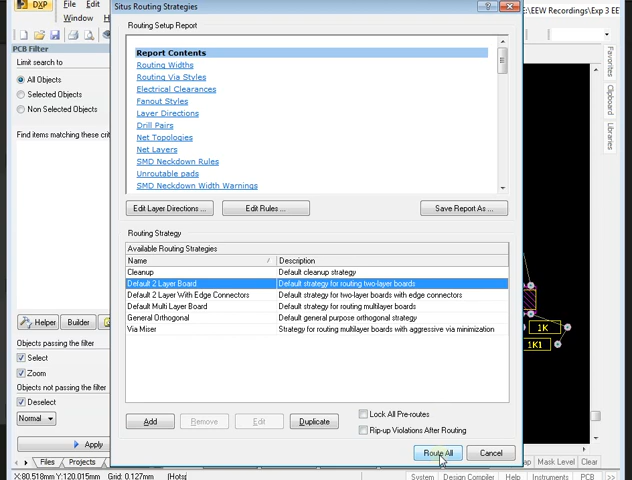 DXP File Edit
Window
PCB Filter
Limit search to
All Objects
Selected Objects
Non Selected Objects
Find items matching these crit
Helper Builder
Objects passing the filter
Select
Zoom
Objects not passing the filter
Deselect
Normal
Apply
Files Projects
X:80.518mm Y:120.015mm Grid: 0.127mm (Hots
Situs Routing Strategies
Routing Setup Report
Report Contents
Routing Widths
Routing Via Styles
Electrical Clearances
Fanout Styles
Layer Directions
Drill Pairs
Net Topologies
Net Layers
SMD Neckdown Rules
Unroutable pads
SMD Neckdown Width Warnings
Edit Layer Directions ... Edit Rules ... Save Report As ...
Routing Strategy
Available Routing Strategies
Name / Description
Cleanup Default cleanup strategy
Default 2 Layer Board Default strategy for routing two-layer boards
Default 2 Layer With Edge Connectors Default strategy for two-layer boards with edge connectors
Default Multi Layer Board Default strategy for routing multilayer boards
General Orthogonal Default general purpose orthogonal strategy
Via Miser Strategy for routing multilayer boards with aggressive via minimization
Add Remove Edit Duplicate
Lock All Pre-routes
Rip-up Violations After Routing
Route All Cancel
E:\EEW Recordings\Exp 3 EE
Favorites
Clipboard
Libraries
1K
1K1
Mask Level Clear
System Design Compiler Help Instruments PCB